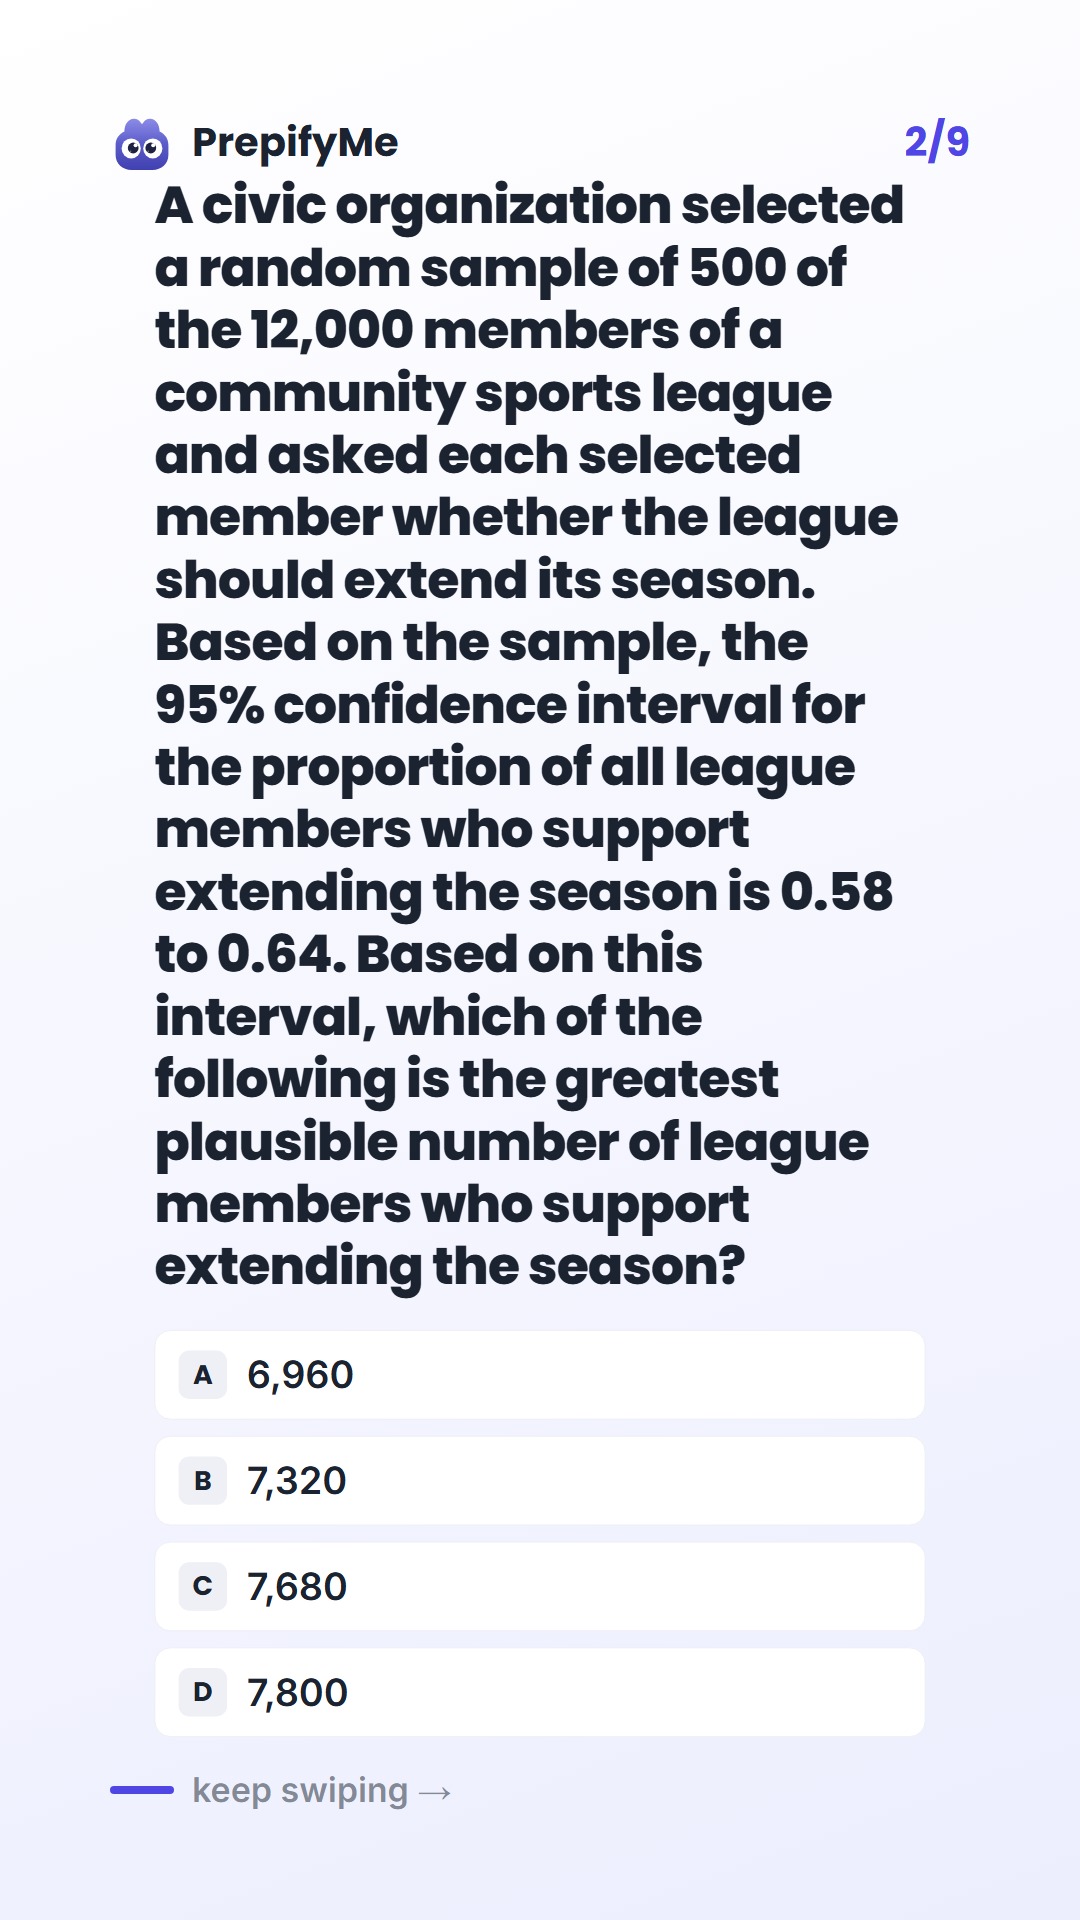 PrepifyMe
2/9
A civic organization selected
a random sample of 500 of
the 12,000 members of a
community sports league
and asked each selected
member whether the league
should extend its season.
Based on the sample, the
95% confidence interval for
the proportion of all league
members who support
extending the season is 0.58
to 0.64. Based on this
interval, which of the
following is the greatest
plausible number of league
members who support
extending the season?
A 6,960
B 7,320
C 7,680
D 7,800
keep swiping →